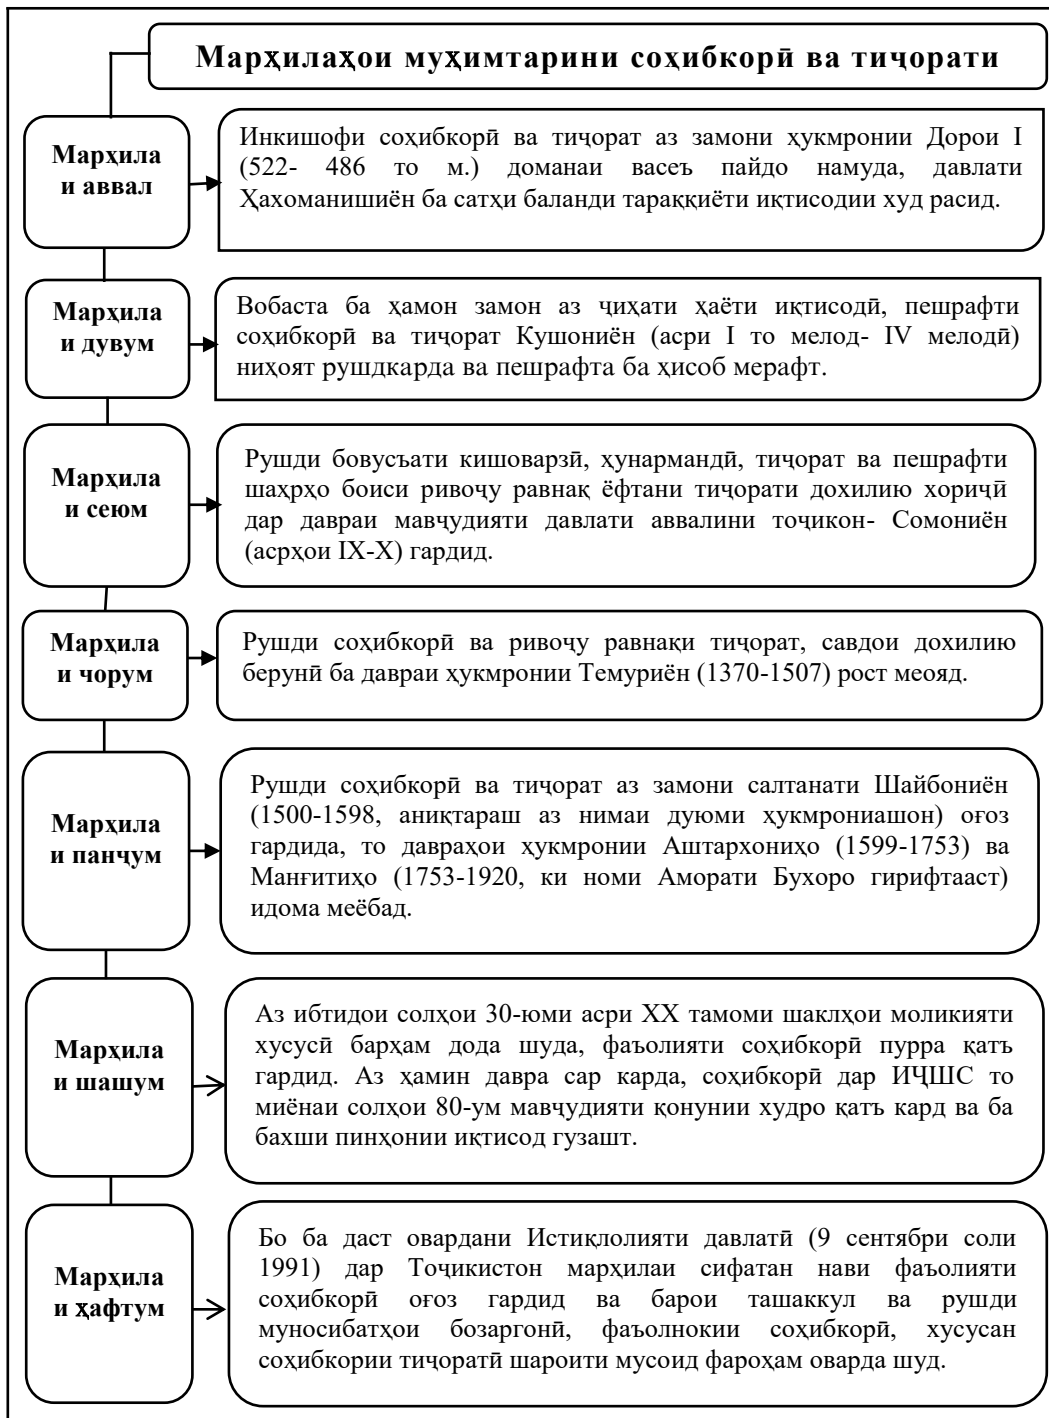 Марҳилаҳои муҳимтарини соҳибкорӣ ва тиҷорати
Марҳила
и аввал
Инкишофи соҳибкорӣ ва тиҷорат аз замони ҳукмронии Дорои I
(522- 486 то м.) доманаи васеъ пайдо намуда, давлати
Ҳахоманишиён ба сатҳи баланди тараққиёти иқтисодии худ расид.
Марҳила
и дувум
Вобаста ба ҳамон замон аз ҷиҳати ҳаёти иқтисодӣ, пешрафти
соҳибкорӣ ва тиҷорат Кушониён (асри I то мелод- IV мелодӣ)
ниҳоят рушдкарда ва пешрафта ба ҳисоб мерафт.
Марҳила
и сеюм
Рушди бовусъати кишоварзӣ, ҳунармандӣ, тиҷорат ва пешрафти
шаҳрҳо боиси ривоҷу равнақ ёфтани тиҷорати дохилию хориҷӣ
дар давраи мавҷудияти давлати аввалини тоҷикон- Сомониён
(асрҳои IX-X) гардид.
Марҳила
и чорум
Рушди соҳибкорӣ ва ривоҷу равнақи тиҷорат, савдои дохилию
берунӣ ба давраи ҳукмронии Темуриён (1370-1507) рост меояд.
Марҳила
и панҷум
Рушди соҳибкорӣ ва тиҷорат аз замони салтанати Шайбониён
(1500-1598, аниқтараш аз нимаи дуюми ҳукмрониашон) оғоз
гардида, то давраҳои ҳукмронии Аштархониҳо (1599-1753) ва
Манғитиҳо (1753-1920, ки номи Аморати Бухоро гирифтааст)
идома меёбад.
Марҳила
и шашум
Аз ибтидои солҳои 30-юми асри XX тамоми шаклҳои моликияти
хусусӣ барҳам дода шуда, фаъолияти соҳибкорӣ пурра қатъ
гардид. Аз ҳамин давра сар карда, соҳибкорӣ дар ИҶШС то
миёнаи солҳои 80-ум мавҷудияти қонунии худро қатъ кард ва ба
бахши пинҳонии иқтисод гузашт.
Марҳила
и ҳафтум
Бо ба даст овардани Истиқлолияти давлатӣ (9 сентябри соли
1991) дар Тоҷикистон марҳилаи сифатан нави фаъолияти
соҳибкорӣ оғоз гардид ва барои ташаккул ва рушди
муносибатҳои бозаргонӣ, фаъолнокии соҳибкорӣ, хусусан
соҳибкории тиҷоратӣ шароити мусоид фароҳам оварда шуд.